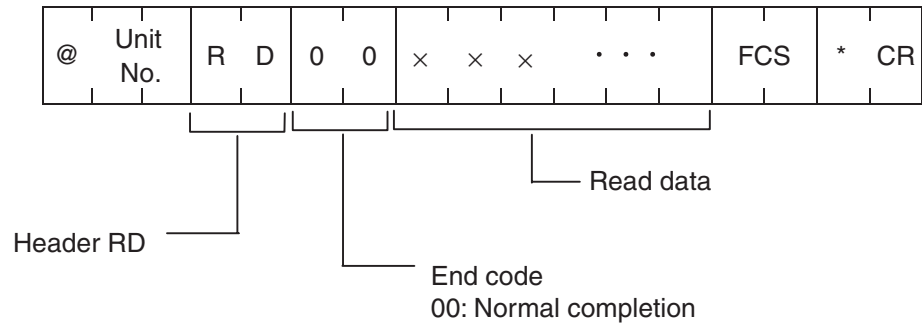 @ Unit No. R D 0 0 × × × · · · FCS * CR
Read data
Header RD
End code
00: Normal completion